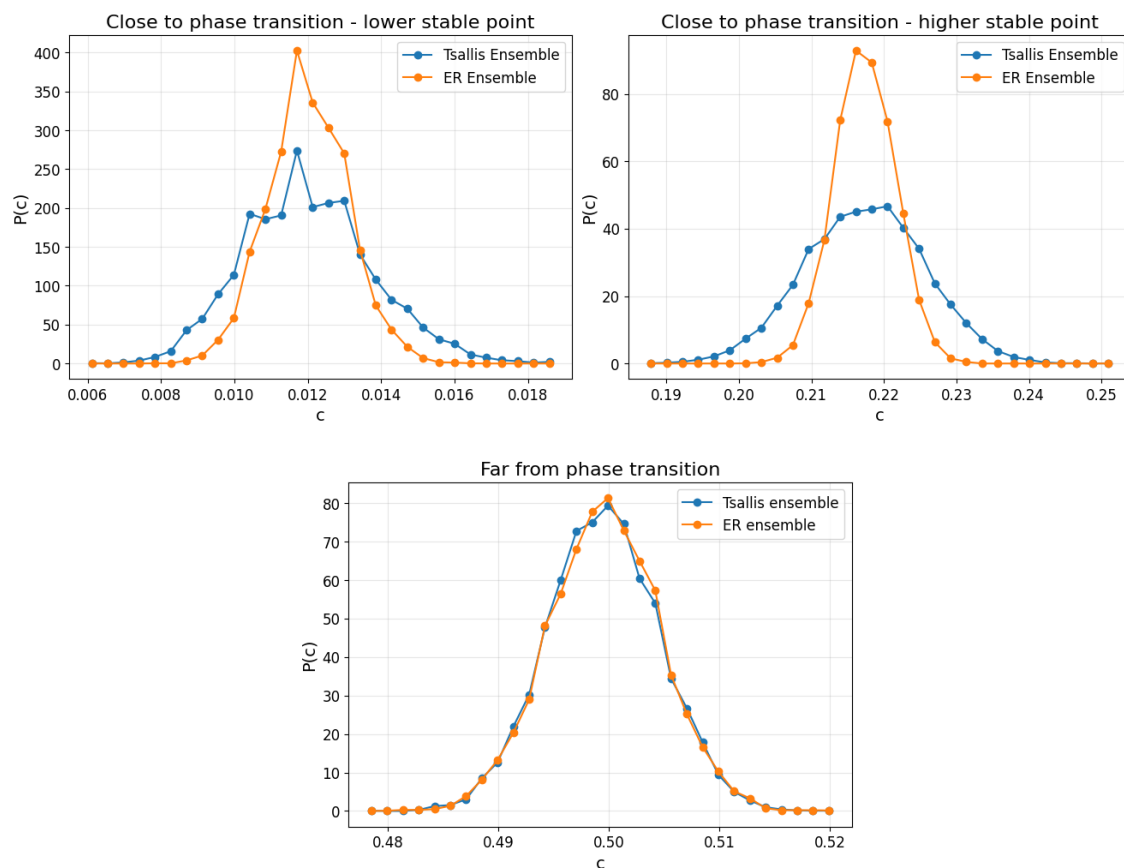 Close to phase transition - lower stable point
Tsallis Ensemble
ER Ensemble
P(c)
400
350
300
250
200
150
100
50
0
0.006 0.008 0.010 0.012 0.014 0.016 0.018
c
Close to phase transition - higher stable point
Tsallis Ensemble
ER Ensemble
P(c)
80
60
40
20
0
0.19 0.20 0.21 0.22 0.23 0.24 0.25
c
Far from phase transition
Tsallis ensemble
ER ensemble
P(c)
80
70
60
50
40
30
20
10
0
0.48 0.49 0.50 0.51 0.52
c